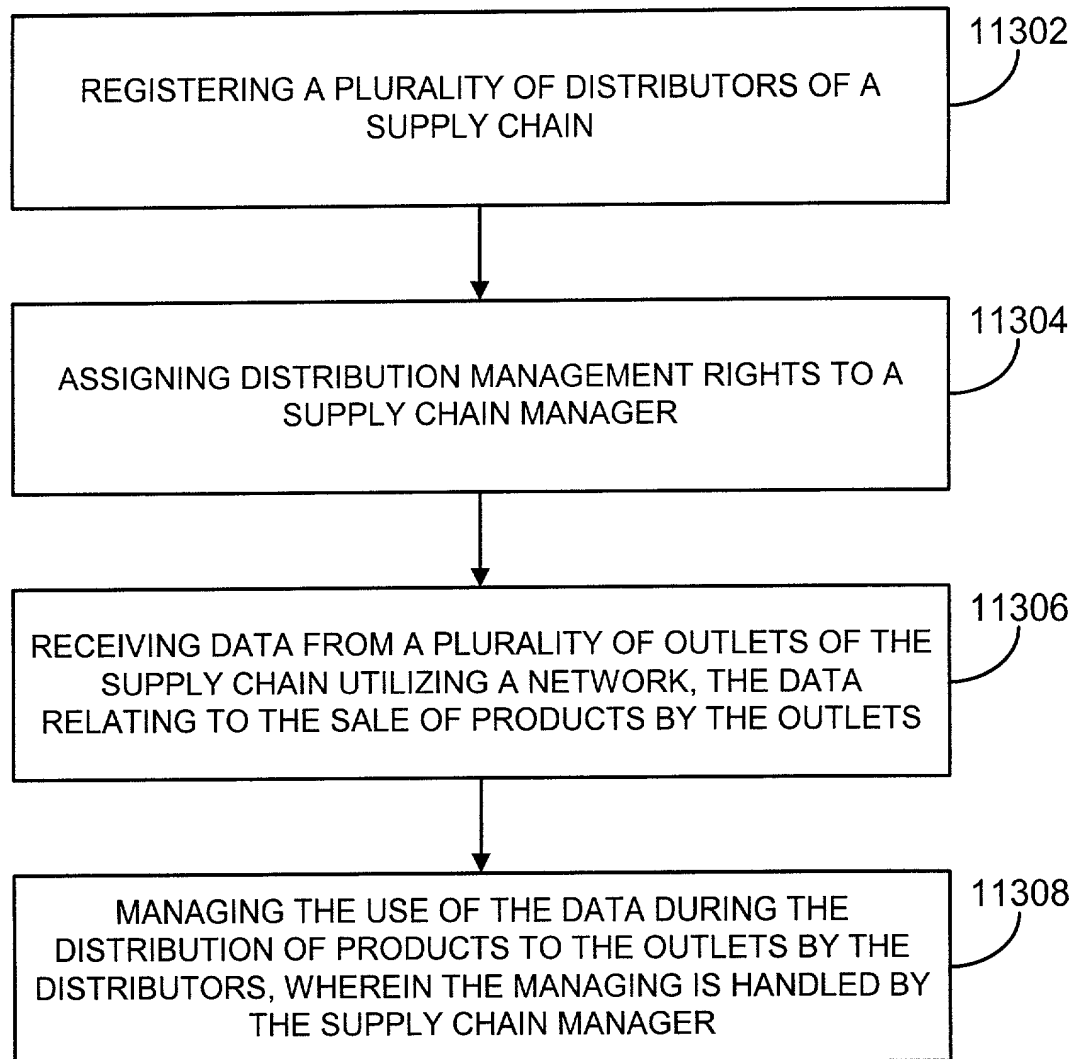 11302
REGISTERING A PLURALITY OF DISTRIBUTORS OF A
SUPPLY CHAIN
11304
ASSIGNING DISTRIBUTION MANAGEMENT RIGHTS TO A
SUPPLY CHAIN MANAGER
11306
RECEIVING DATA FROM A PLURALITY OF OUTLETS OF THE
SUPPLY CHAIN UTILIZING A NETWORK, THE DATA
RELATING TO THE SALE OF PRODUCTS BY THE OUTLETS
11308
MANAGING THE USE OF THE DATA DURING THE
DISTRIBUTION OF PRODUCTS TO THE OUTLETS BY THE
DISTRIBUTORS, WHEREIN THE MANAGING IS HANDLED BY
THE SUPPLY CHAIN MANAGER